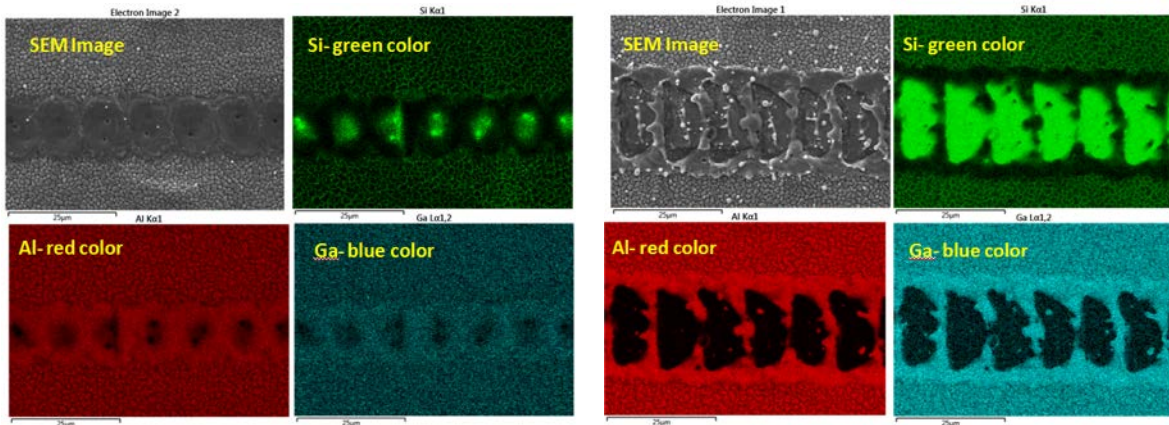 Electron Image 2
SEM Image
25μm
Si Kα1
Si- green color
25μm
Al Kα1
Al- red color
25μm
Ga Lα1,2
Ga- blue color
25μm
Electron Image 1
SEM Image
25μm
Si Kα1
Si- green color
25μm
Al Kα1
Al- red color
25μm
Ga Lα1,2
Ga- blue color
25μm